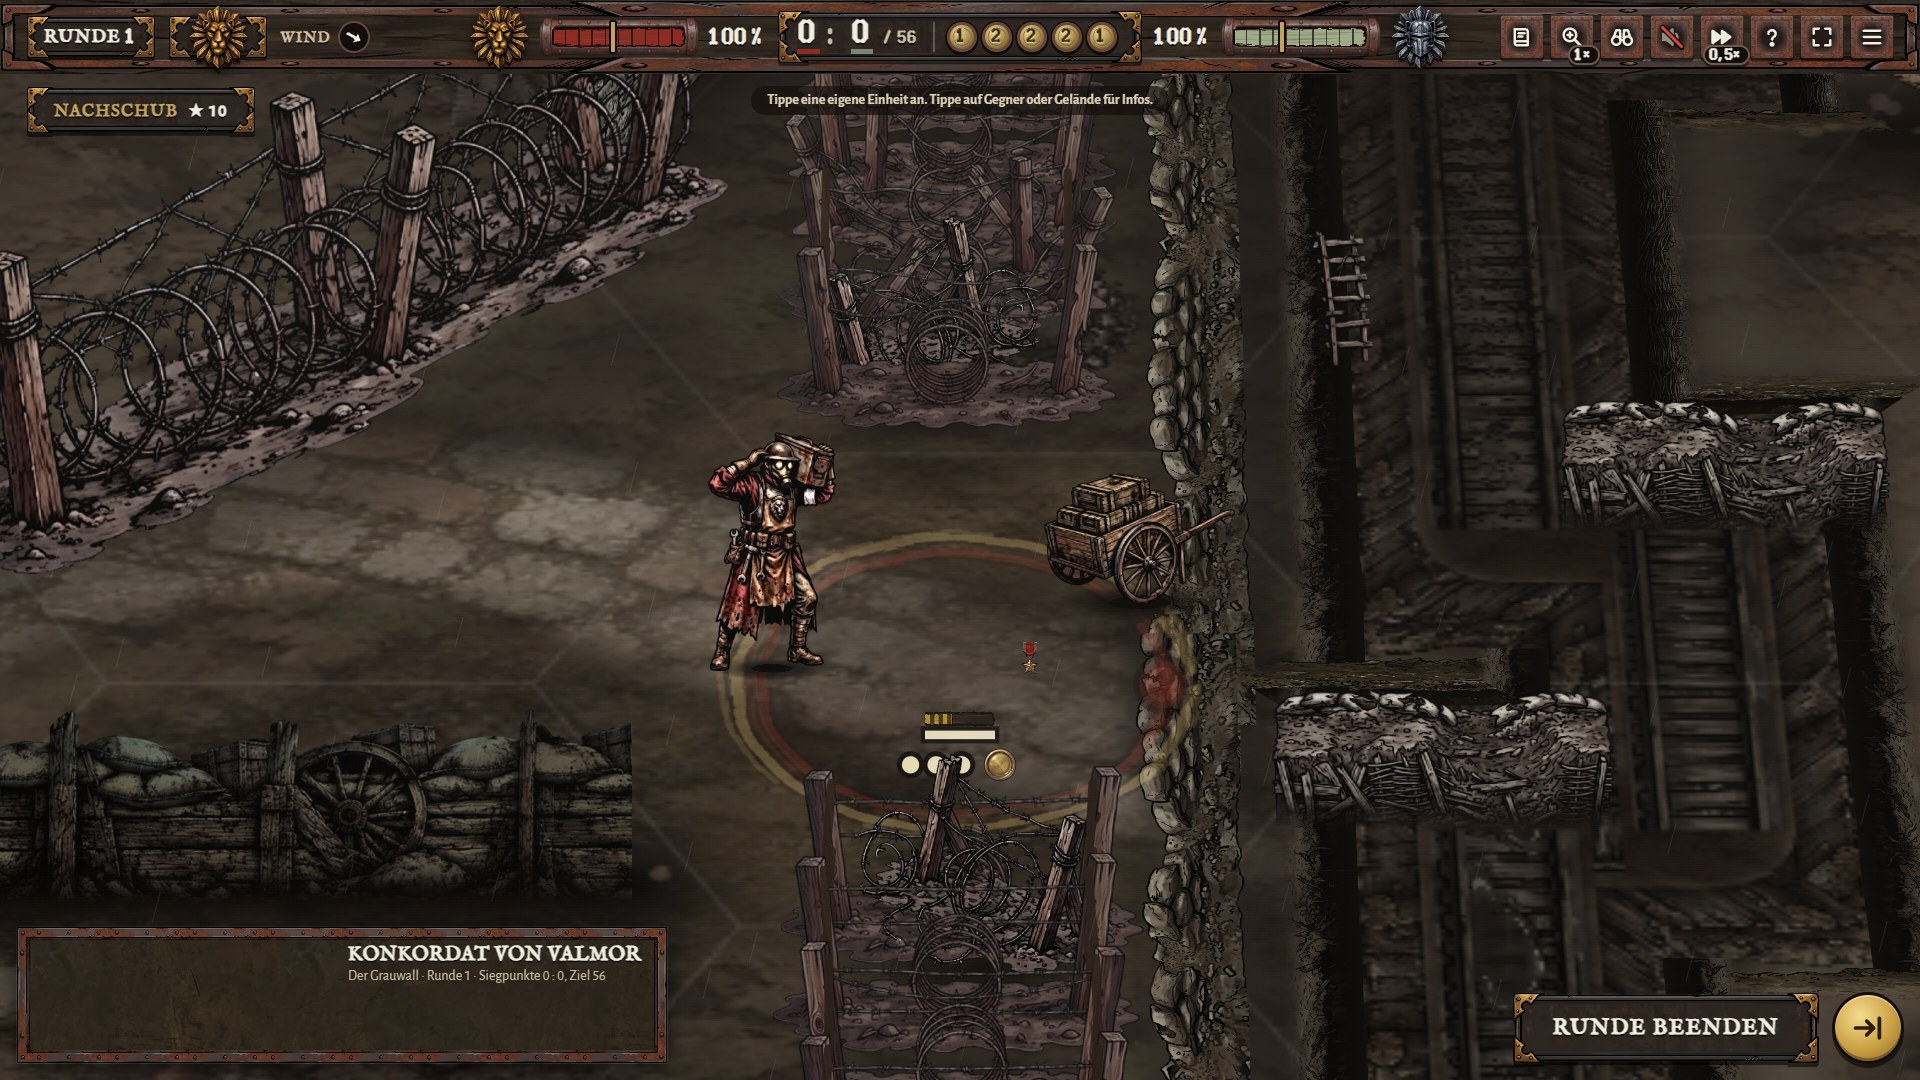 RUNDE 1
WIND
100 %
0 : 0 / 56
1 2 2 2 1
100 %
1×
0,5×
?
NACHSCHUB ★ 10
Tippe eine eigene Einheit an. Tippe auf Gegner oder Gelände für Infos.
KONKORDAT VON VALMOR
Der Grauwall · Runde 1 · Siegpunkte 0 : 0, Ziel 56
RUNDE BEENDEN